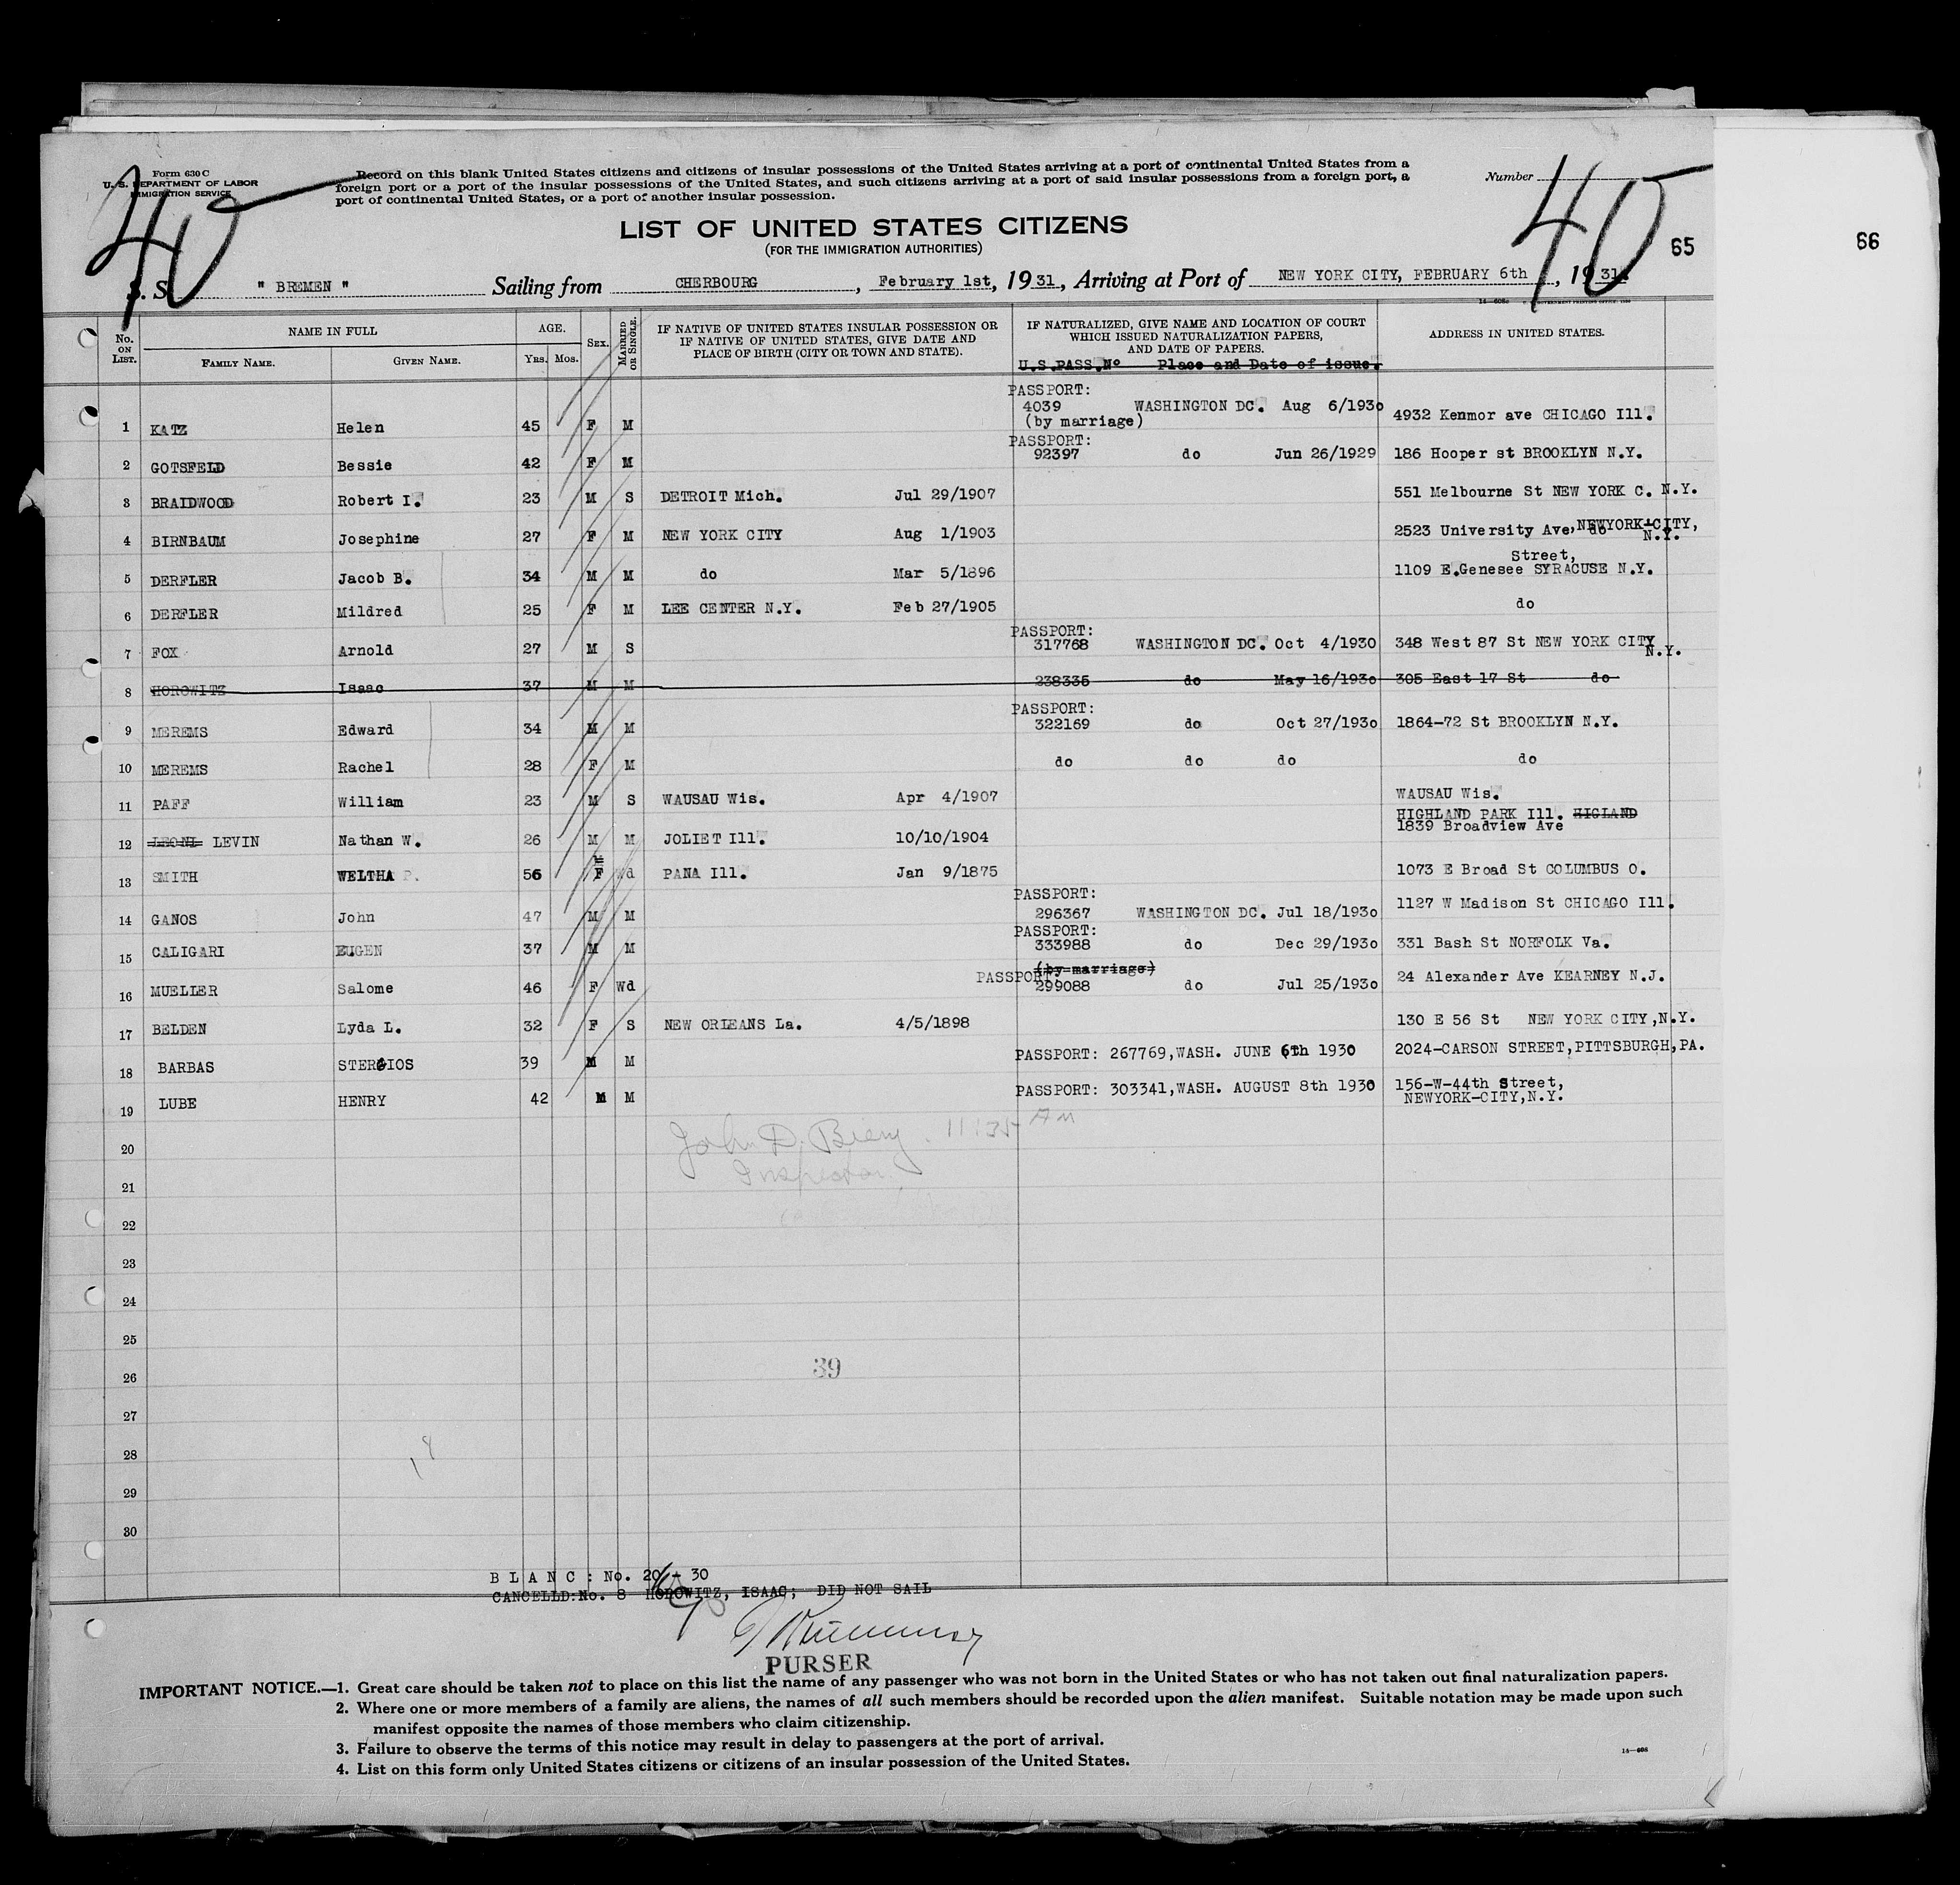 Form 630 C
U. S. DEPARTMENT OF LABOR
IMMIGRATION SERVICE
Record on this blank United States citizens and citizens of insular possessions of the United States arriving at a port of continental United States from a
foreign port or a port of the insular possessions of the United States, and such citizens arriving at a port of said insular possessions from a foreign port, a
port of continental United States, or a port of another insular possession.
Number
40
40
65
66
LIST OF UNITED STATES CITIZENS
(FOR THE IMMIGRATION AUTHORITIES)
S. S. " BREMEN " Sailing from CHERBOURG, February 1st, 1931, Arriving at Port of NEW YORK CITY, FEBRUARY 6th, 1931.
No. ON LIST. NAME IN FULL AGE. SEX. MARRIED OR SINGLE. IF NATIVE OF UNITED STATES INSULAR POSSESSION OR IF NATIVE OF UNITED STATES, GIVE DATE AND PLACE OF BIRTH (CITY OR TOWN AND STATE). IF NATURALIZED, GIVE NAME AND LOCATION OF COURT WHICH ISSUED NATURALIZATION PAPERS, AND DATE OF PAPERS. ADDRESS IN UNITED STATES.
FAMILY NAME. GIVEN NAME. YRS. MOS.
U.S.PASS.No Place and Date of issue.
PASSPORT:
1 KATZ Helen 45 F M 4039 WASHINGTON DC. Aug 6/1930 4932 Kenmor ave CHICAGO Ill.
(by marriage)
PASSPORT:
2 GOTSFELD Bessie 42 F M 92397 do Jun 26/1929 186 Hooper st BROOKLYN N.Y.
3 BRAIDWOOD Robert I. 23 M S DETROIT Mich. Jul 29/1907 551 Melbourne St NEW YORK C. N.Y.
4 BIRNBAUM Josephine 27 F M NEW YORK CITY Aug 1/1903 2523 University Ave, do NEWYORK-CITY,
N.Y.
Street,
5 DERFLER Jacob B. 34 M M do Mar 5/1896 1109 E.Genesee SYRACUSE N.Y.
6 DERFLER Mildred 25 F M LEE CENTER N.Y. Feb 27/1905 do
PASSPORT:
7 FOX Arnold 27 M S 317768 WASHINGTON DC. Oct 4/1930 348 West 87 St NEW YORK CITY
N.Y.
8 HOROWITZ Isaac 37 M M 238335 do May 16/1930 305 East 17 St do
PASSPORT:
9 MEREMS Edward 34 M M 322169 do Oct 27/1930 1864-72 St BROOKLYN N.Y.
10 MEREMS Rachel 28 F M do do do do
11 PAFF William 23 M S WAUSAU Wis. Apr 4/1907 WAUSAU Wis.
HIGHLAND PARK Ill. HIGLAND
12 LEONI LEVIN Nathan W. 26 M M JOLIET Ill. 10/10/1904 1839 Broadview Ave
13 SMITH WELTHA P. 56 F Wd PANA Ill. Jan 9/1875 1073 E Broad St COLUMBUS O.
PASSPORT:
14 GANOS John 47 M M 296367 WASHINGTON DC. Jul 18/1930 1127 W Madison St CHICAGO Ill.
PASSPORT:
15 CALIGARI EUGEN 37 M M 333988 do Dec 29/1930 331 Bash St NORFOLK Va.
(by marriage)
PASSPORT
16 MUELLER Salome 46 F Wd 299088 do Jul 25/1930 24 Alexander Ave KEARNEY N.J.
17 BELDEN Lyda L. 32 F S NEW ORLEANS La. 4/5/1898 130 E 56 St NEW YORK CITY,N.Y.
18 BARBAS STERGIOS 39 M M PASSPORT: 267769,WASH. JUNE 6th 1930 2024-CARSON STREET,PITTSBURGH,PA.
19 LUBE HENRY 42 M M PASSPORT: 303341,WASH. AUGUST 8th 1930 156-W-44th Street,
NEWYORK-CITY,N.Y.
20
John D. 11:35 AM
21
Inspector
22
23
24
25
26
39
27
28
18
29
30
B L A N C : No. 20 - 30
CANCELLD:No. 8 HOROWITZ, ISAAC; DID NOT SAIL
PURSER
IMPORTANT NOTICE.—1. Great care should be taken not to place on this list the name of any passenger who was not born in the United States or who has not taken out final naturalization papers.
2. Where one or more members of a family are aliens, the names of all such members should be recorded upon the alien manifest. Suitable notation may be made upon such
manifest opposite the names of those members who claim citizenship.
3. Failure to observe the terms of this notice may result in delay to passengers at the port of arrival.
4. List on this form only United States citizens or citizens of an insular possession of the United States.